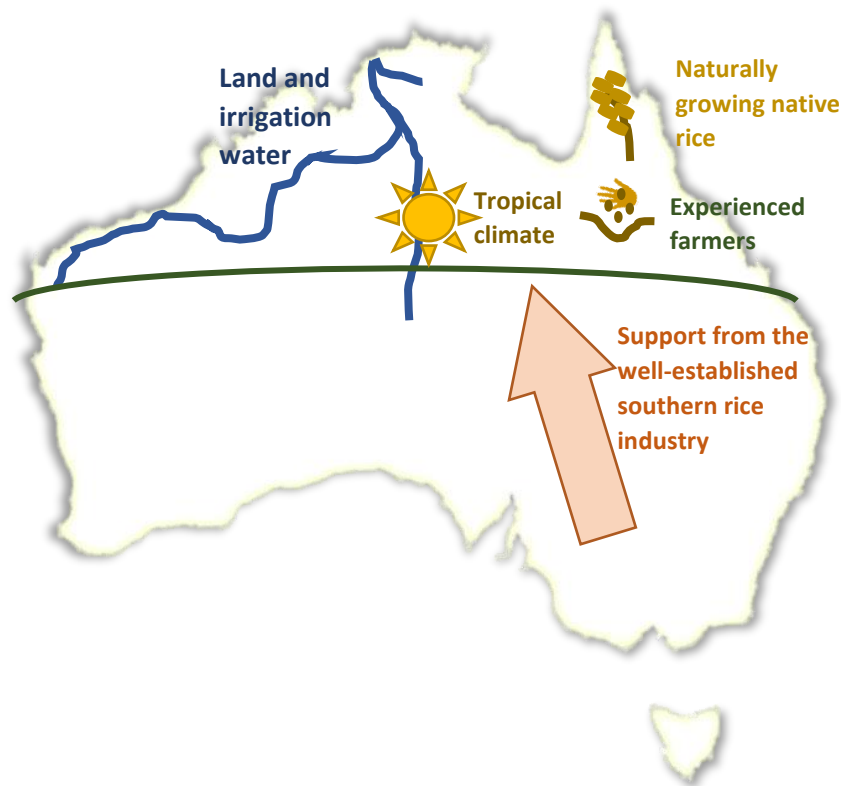 Land and
irrigation
water
Naturally
growing native
rice
Tropical
climate
Experienced
farmers
Support from the
well-established
southern rice
industry